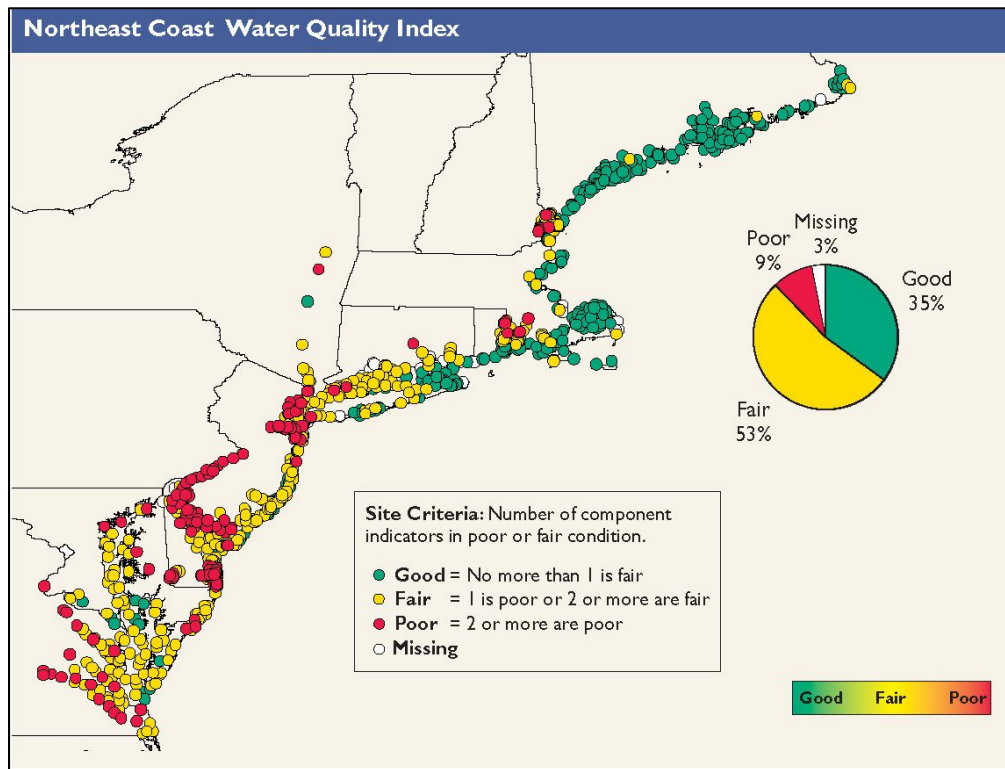 Northeast Coast Water Quality Index
Missing
3%
Poor
9%
Good
35%
Fair
53%
Site Criteria: Number of component
indicators in poor or fair condition.
Good = No more than 1 is fair
Fair = 1 is poor or 2 or more are fair
Poor = 2 or more are poor
Missing
Good Fair Poor